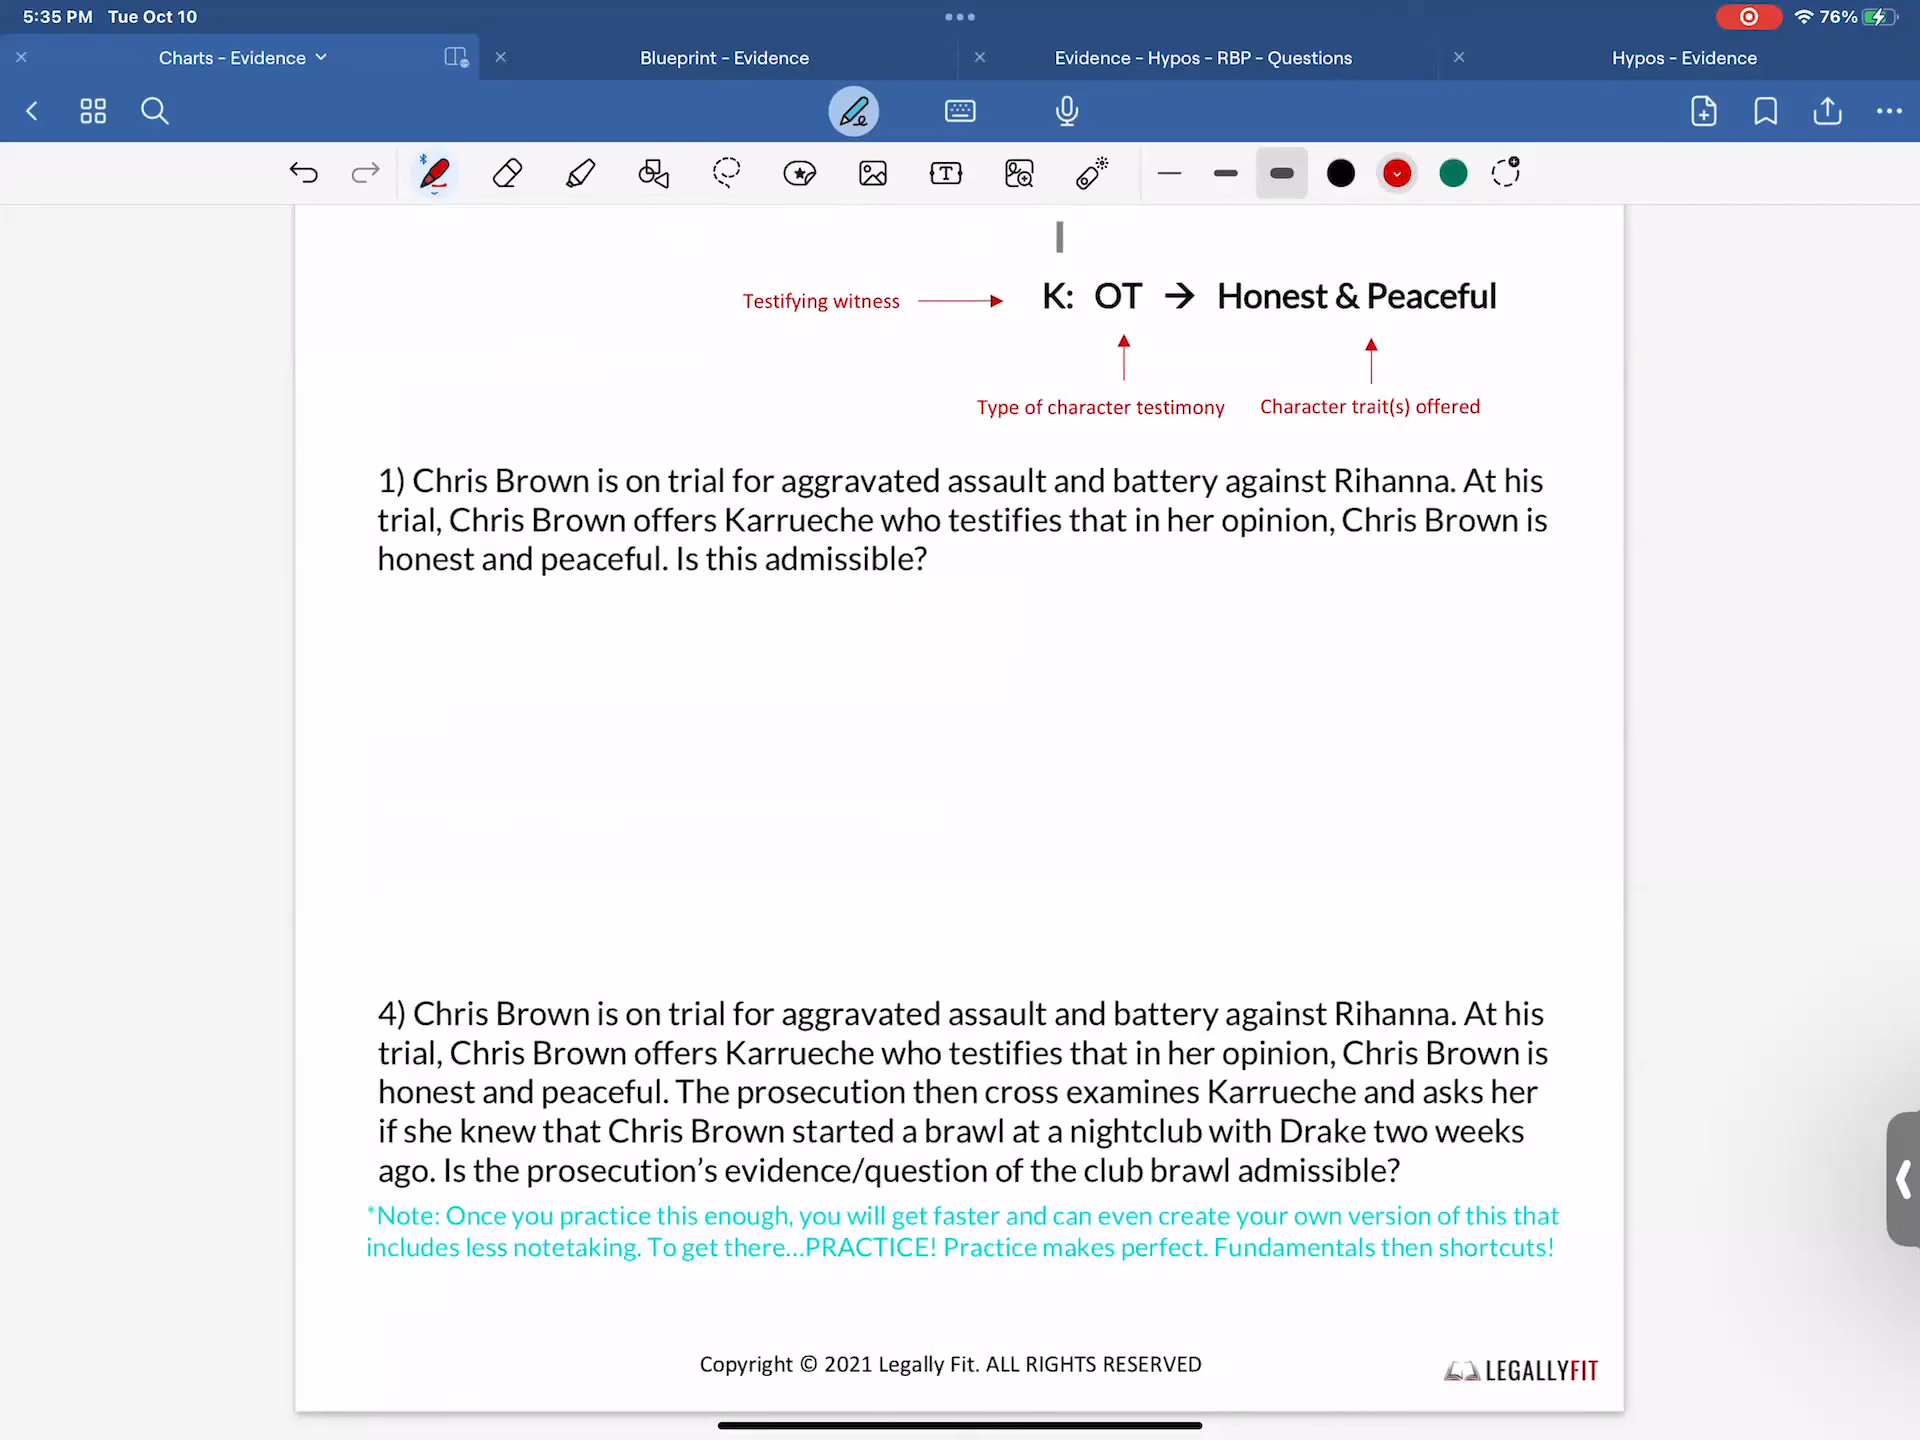 5:35 PM Tue Oct 10
76%
Charts - Evidence
Blueprint - Evidence
Evidence - Hypos - RBP - Questions
Hypos - Evidence
Testifying witness
K: OT → Honest & Peaceful
Type of character testimony
Character trait(s) offered
1) Chris Brown is on trial for aggravated assault and battery against Rihanna. At his
trial, Chris Brown offers Karrueche who testifies that in her opinion, Chris Brown is
honest and peaceful. Is this admissible?
4) Chris Brown is on trial for aggravated assault and battery against Rihanna. At his
trial, Chris Brown offers Karrueche who testifies that in her opinion, Chris Brown is
honest and peaceful. The prosecution then cross examines Karrueche and asks her
if she knew that Chris Brown started a brawl at a nightclub with Drake two weeks
ago. Is the prosecution's evidence/question of the club brawl admissible?
*Note: Once you practice this enough, you will get faster and can even create your own version of this that
includes less notetaking. To get there...PRACTICE! Practice makes perfect. Fundamentals then shortcuts!
Copyright © 2021 Legally Fit. ALL RIGHTS RESERVED
LEGALLYFIT